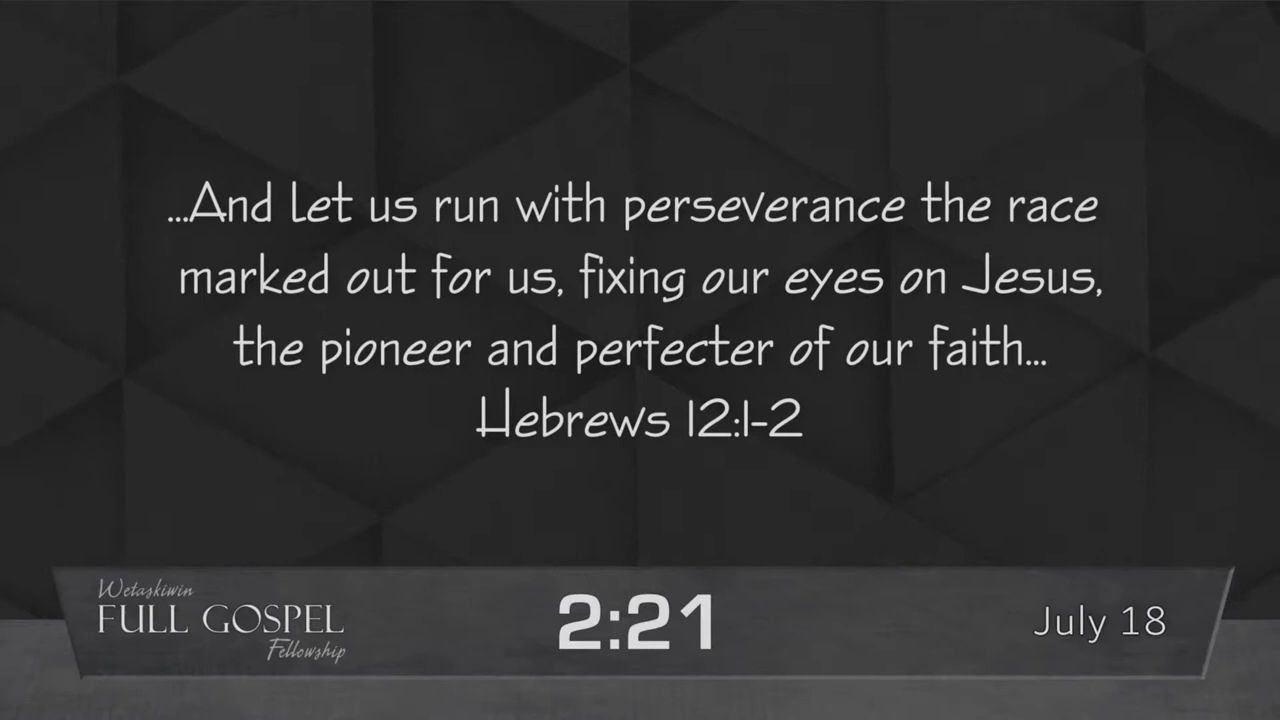 ...And let us run with perseverance the race
marked out for us, fixing our eyes on Jesus,
the pioneer and perfecter of our faith...
Hebrews 12:1-2
Wetaskiwin
FULL GOSPEL
Fellowship
2:21
July 18